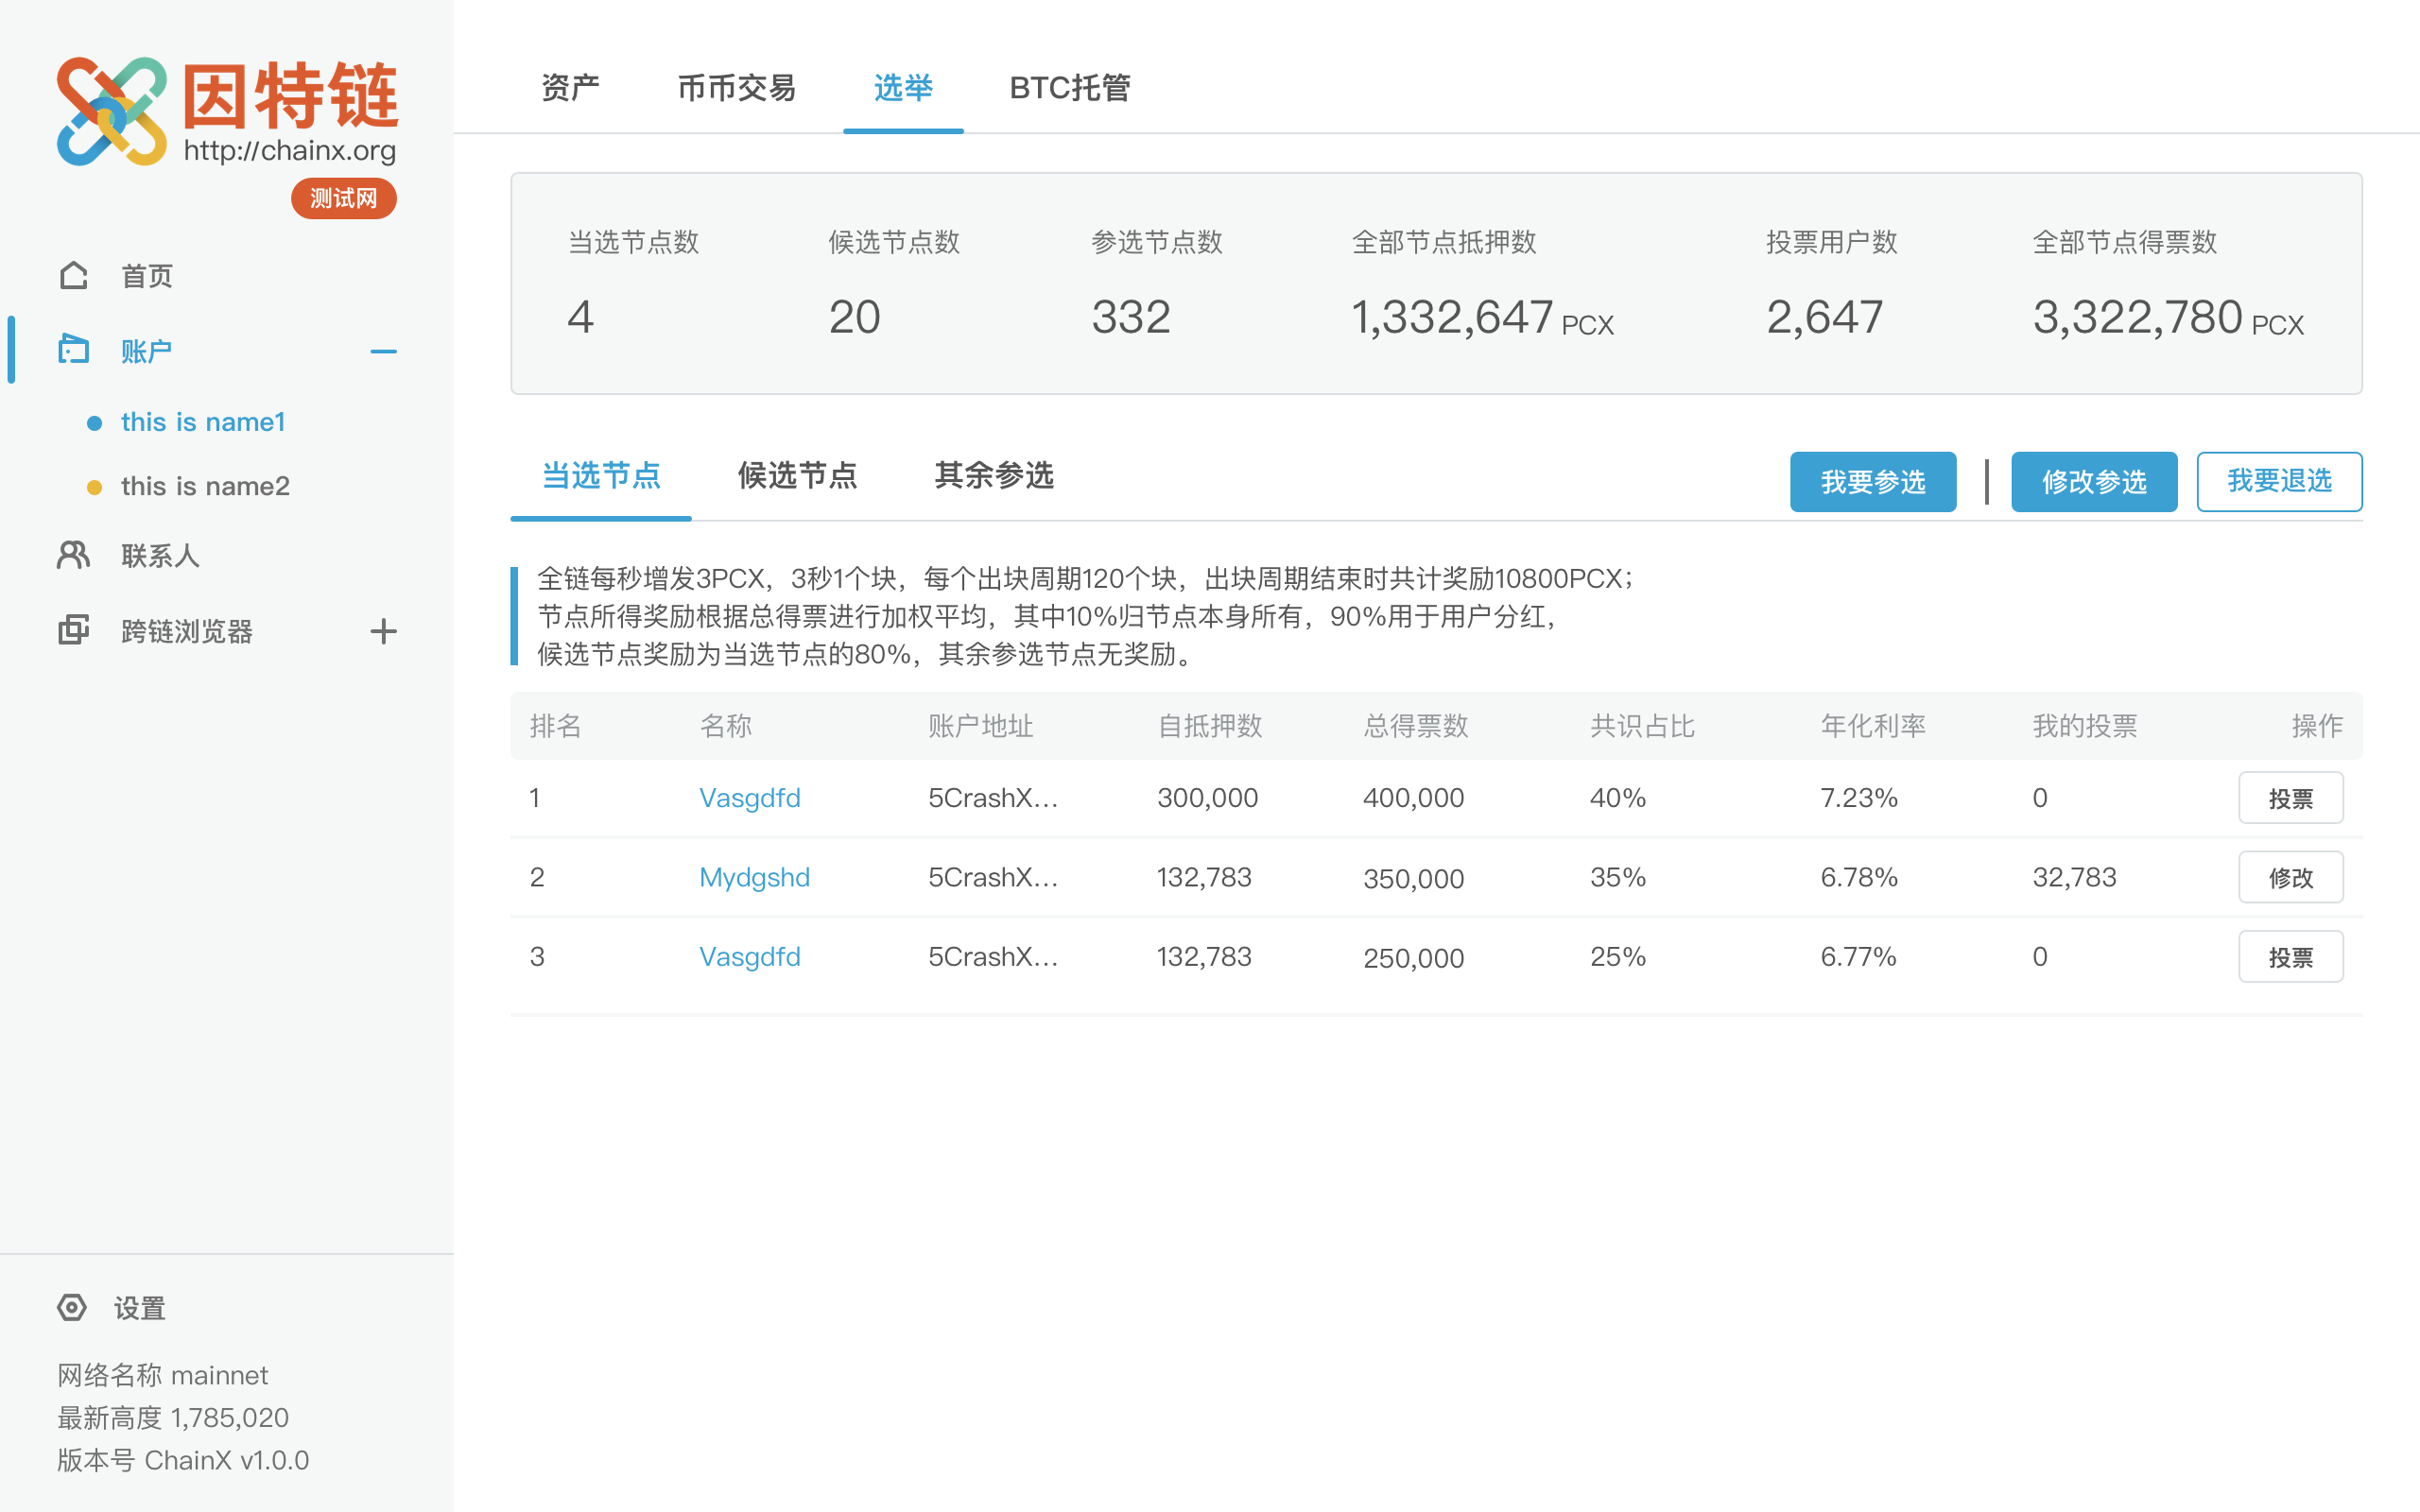 因特链
http://chainx.org
测试网
首页
账户
this is name1
this is name2
联系人
跨链浏览器
设置
网络名称 mainnet
最新高度 1,785,020
版本号 ChainX v1.0.0
资产 币币交易 选举 BTC托管
当选节点数 候选节点数 参选节点数 全部节点抵押数 投票用户数 全部节点得票数
4 20 332 1,332,647 PCX 2,647 3,322,780 PCX
当选节点 候选节点 其余参选 我要参选 修改参选 我要退选
全链每秒增发3PCX，3秒1个块，每个出块周期120个块，出块周期结束时共计奖励10800PCX；
节点所得奖励根据总得票进行加权平均，其中10%归节点本身所有，90%用于用户分红，
候选节点奖励为当选节点的80%，其余参选节点无奖励。
排名 名称 账户地址 自抵押数 总得票数 共识占比 年化利率 我的投票 操作
1 Vasgdfd 5CrashX... 300,000 400,000 40% 7.23% 0 投票
2 Mydgshd 5CrashX... 132,783 350,000 35% 6.78% 32,783 修改
3 Vasgdfd 5CrashX... 132,783 250,000 25% 6.77% 0 投票